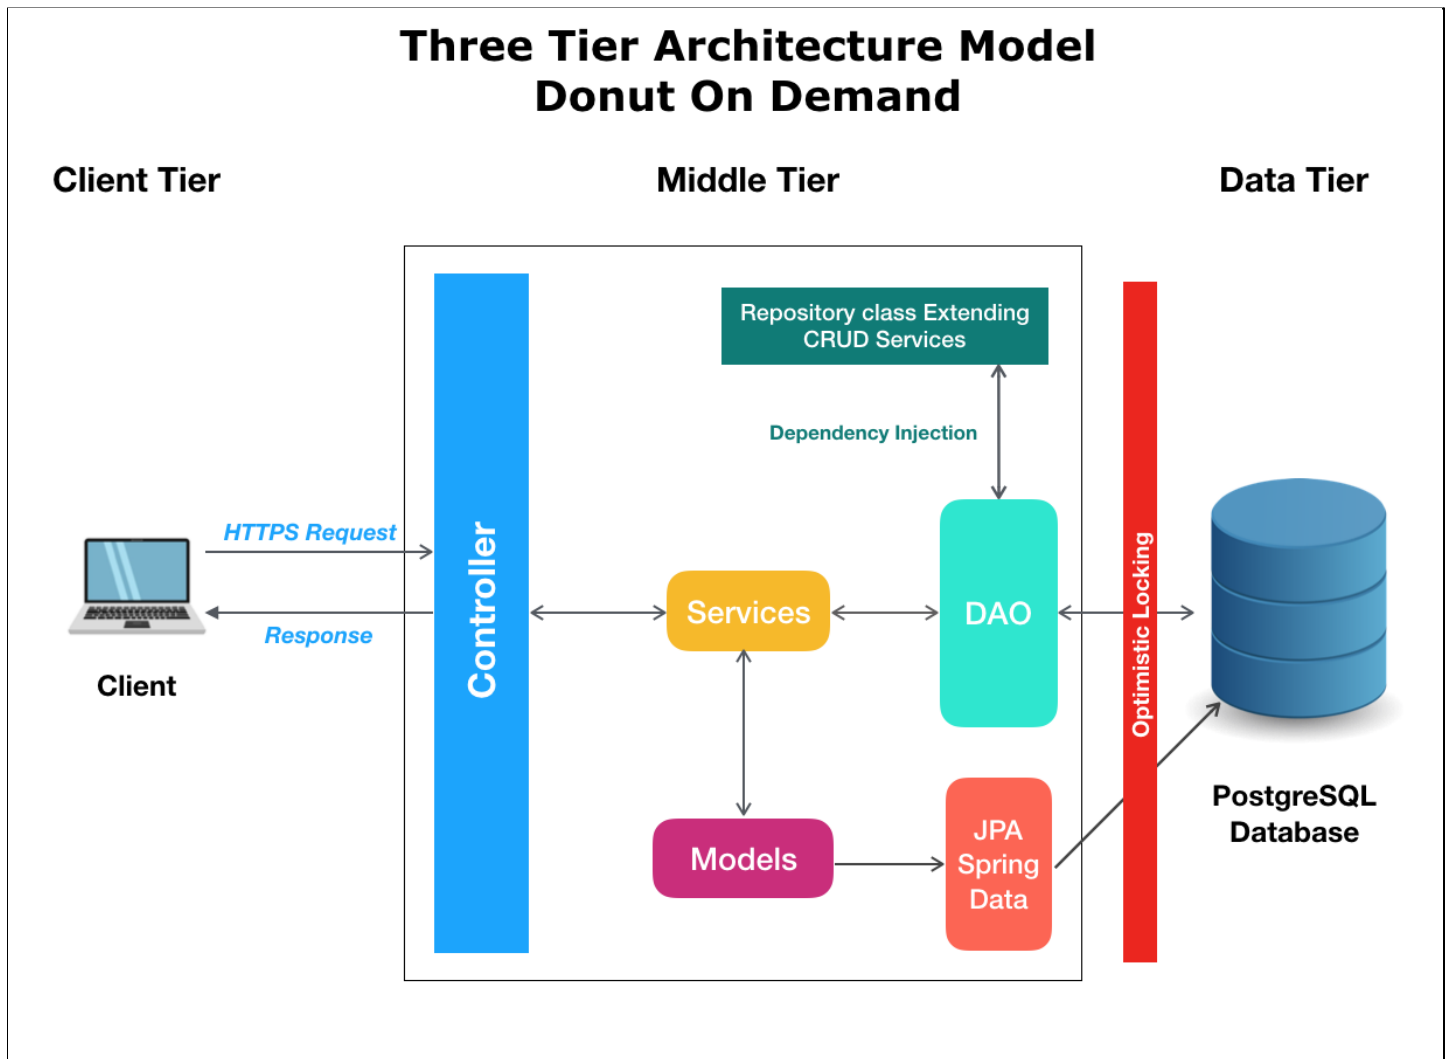 Three Tier Architecture Model
Donut On Demand
Client Tier
Middle Tier
Data Tier
Repository class Extending
CRUD Services
Dependency Injection
HTTPS Request
Response
Client
Controller
Services
DAO
Models
JPA
Spring
Data
Optimistic Locking
PostgreSQL
Database